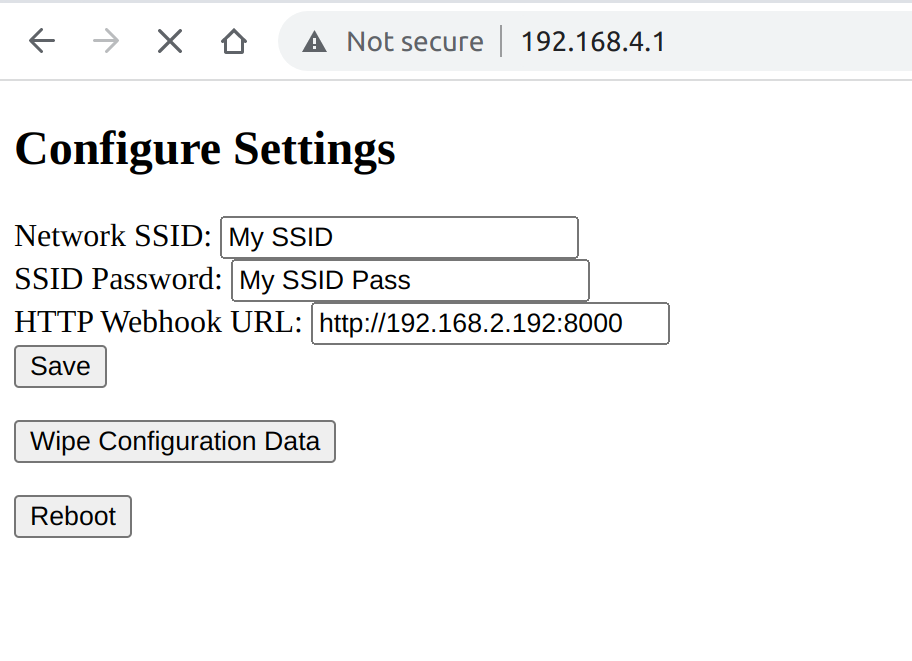 Not secure 192.168.4.1
Configure Settings
Network SSID: My SSID
SSID Password: My SSID Pass
HTTP Webhook URL: http://192.168.2.192:8000
Save
Wipe Configuration Data
Reboot